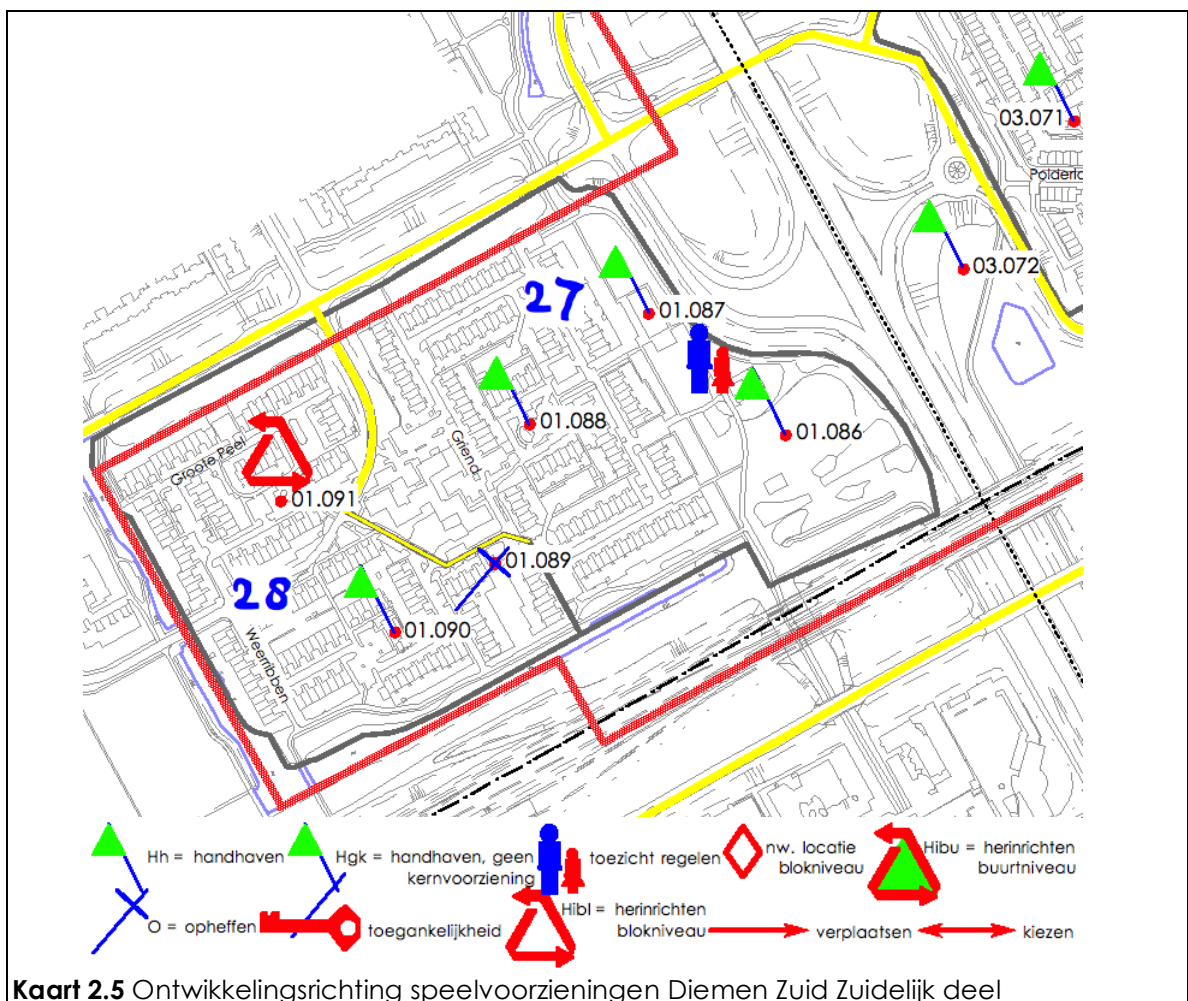 03.071
Polderla
03.072
27
01.087
01.088
01.086
Griend
Groote Peel
01.091
01.089
28
01.090
Weerribben
Hh = handhaven
Hgk = handhaven, geen
kernvoorziening
toezicht regelen
nw. locatie
blokniveau
Hibu = herinrichten
buurtniveau
O = opheffen
toegankelijkheid
Hibl = herinrichten
blokniveau
verplaatsen
kiezen
Kaart 2.5 Ontwikkelingsrichting speelvoorzieningen Diemen Zuid Zuidelijk deel